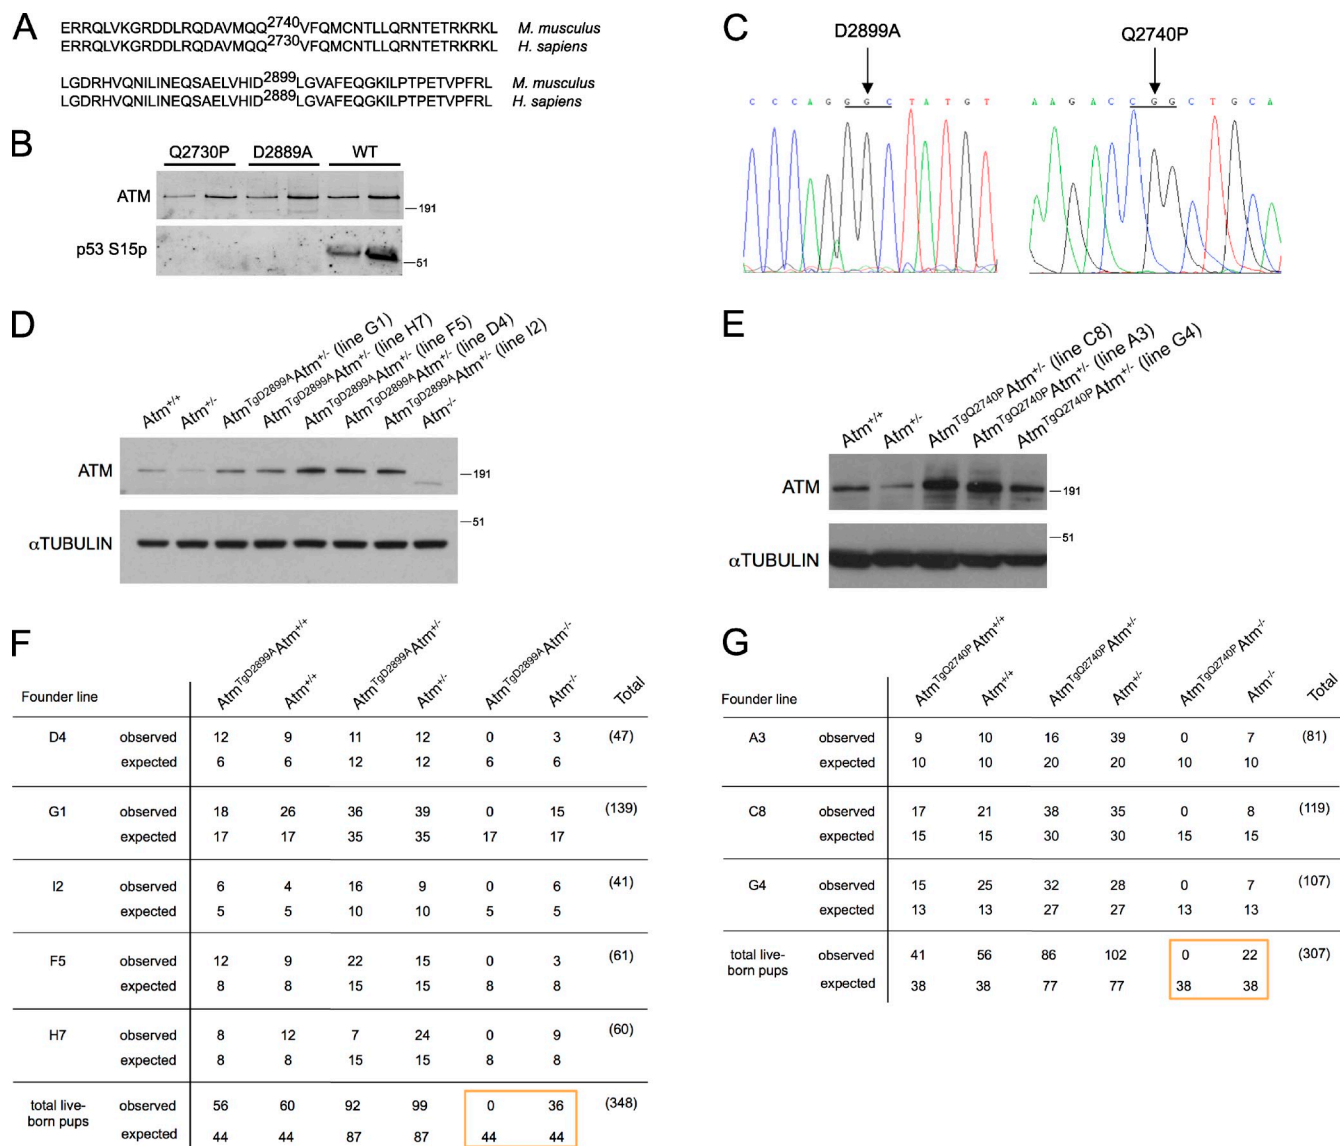 A
ERRQLVKGRDDLRQDAVMQQ2740VFQMCNTLLQRNTETRKRKL M. musculus
ERRQLVKGRDDLRQDAVMQQ2730VFQMCNTLLQRNTETRKRKL H. sapiens
LGDRHVQNILINEQSAELVHID2899LGVAFEQGKILPTPETVPFRL M. musculus
LGDRHVQNILINEQSAELVHID2889LGVAFEQGKILPTPETVPFRL H. sapiens
B
Q2730P D2889A WT
ATM
191
p53 S15p
51
C
D2899A Q2740P
C C C A G G G C T A T G T
A A G A C C G G C T G C A
D
Atm+/+
Atm+/-
AtmTgD2899AAtm+/- (line G1)
AtmTgD2899AAtm+/- (line H7)
AtmTgD2899AAtm+/- (line F5)
AtmTgD2899AAtm+/- (line D4)
AtmTgD2899AAtm+/- (line I2)
Atm-/-
ATM
191
51
αTUBULIN
E
Atm+/+
Atm+/-
AtmTgQ2740PAtm+/- (line C8)
AtmTgQ2740PAtm+/- (line A3)
AtmTgQ2740PAtm+/- (line G4)
ATM
191
51
αTUBULIN
F
Founder line AtmTgD2899AAtm+/+ Atm+/+ AtmTgD2899AAtm+/- Atm+/- AtmTgD2899AAtm-/- Atm-/- Total
D4 observed 12 9 11 12 0 3 (47)
expected 6 6 12 12 6 6
G1 observed 18 26 36 39 0 15 (139)
expected 17 17 35 35 17 17
I2 observed 6 4 16 9 0 6 (41)
expected 5 5 10 10 5 5
F5 observed 12 9 22 15 0 3 (61)
expected 8 8 15 15 8 8
H7 observed 8 12 7 24 0 9 (60)
expected 8 8 15 15 8 8
total live-born pups observed 56 60 92 99 0 36 (348)
expected 44 44 87 87 44 44
G
Founder line AtmTgQ2740PAtm+/+ Atm+/+ AtmTgQ2740PAtm+/- Atm+/- AtmTgQ2740PAtm-/- Atm-/- Total
A3 observed 9 10 16 39 0 7 (81)
expected 10 10 20 20 10 10
C8 observed 17 21 38 35 0 8 (119)
expected 15 15 30 30 15 15
G4 observed 15 25 32 28 0 7 (107)
expected 13 13 27 27 13 13
total live-born pups observed 41 56 86 102 0 22 (307)
expected 38 38 77 77 38 38